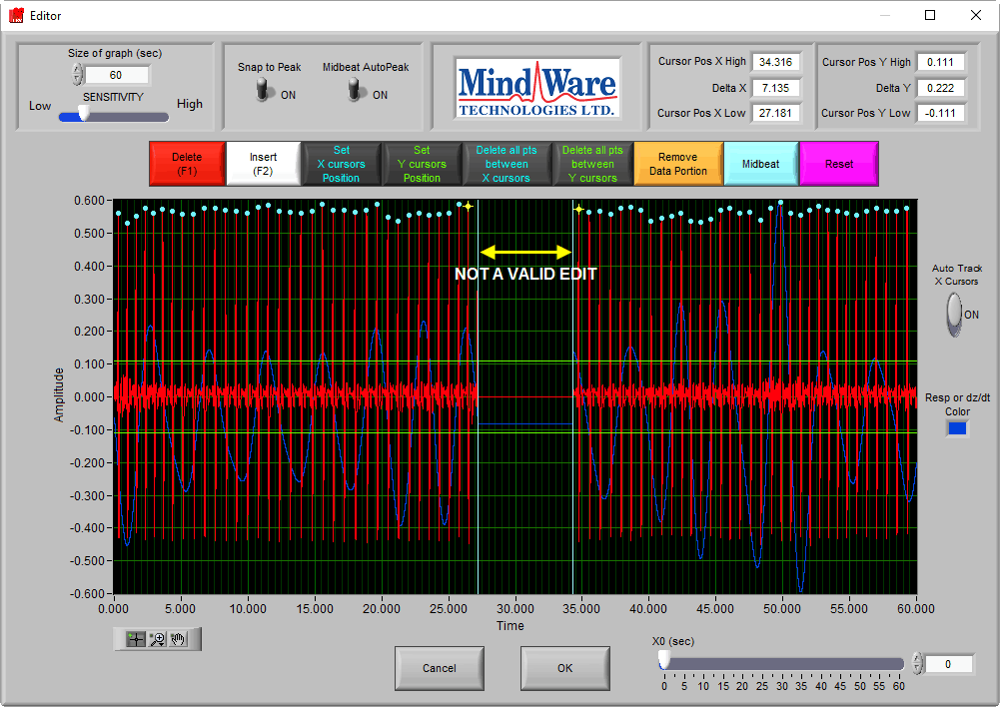 Editor
Size of graph (sec)
60
SENSITIVITY
Low
High
Snap to Peak
ON
Midbeat AutoPeak
ON
MindWare
TECHNOLOGIES LTD.
Cursor Pos X High 34.316
Delta X 7.135
Cursor Pos X Low 27.181
Cursor Pos Y High 0.111
Delta Y 0.222
Cursor Pos Y Low -0.111
Delete
(F1)
Insert
(F2)
Set
X cursors
Position
Set
Y cursors
Position
Delete all pts
between
X cursors
Delete all pts
between
Y cursors
Remove
Data Portion
Midbeat
Reset
0.600
0.500
0.400
0.300
0.200
0.100
0.000
-0.100
-0.200
-0.300
-0.400
-0.500
-0.600
Amplitude
NOT A VALID EDIT
0.000 5.000 10.000 15.000 20.000 25.000 30.000 35.000 40.000 45.000 50.000 55.000 60.000
Time
Auto Track
X Cursors
ON
Resp or dz/dt
Color
Cancel
OK
X0 (sec)
0
0 5 10 15 20 25 30 35 40 45 50 55 60